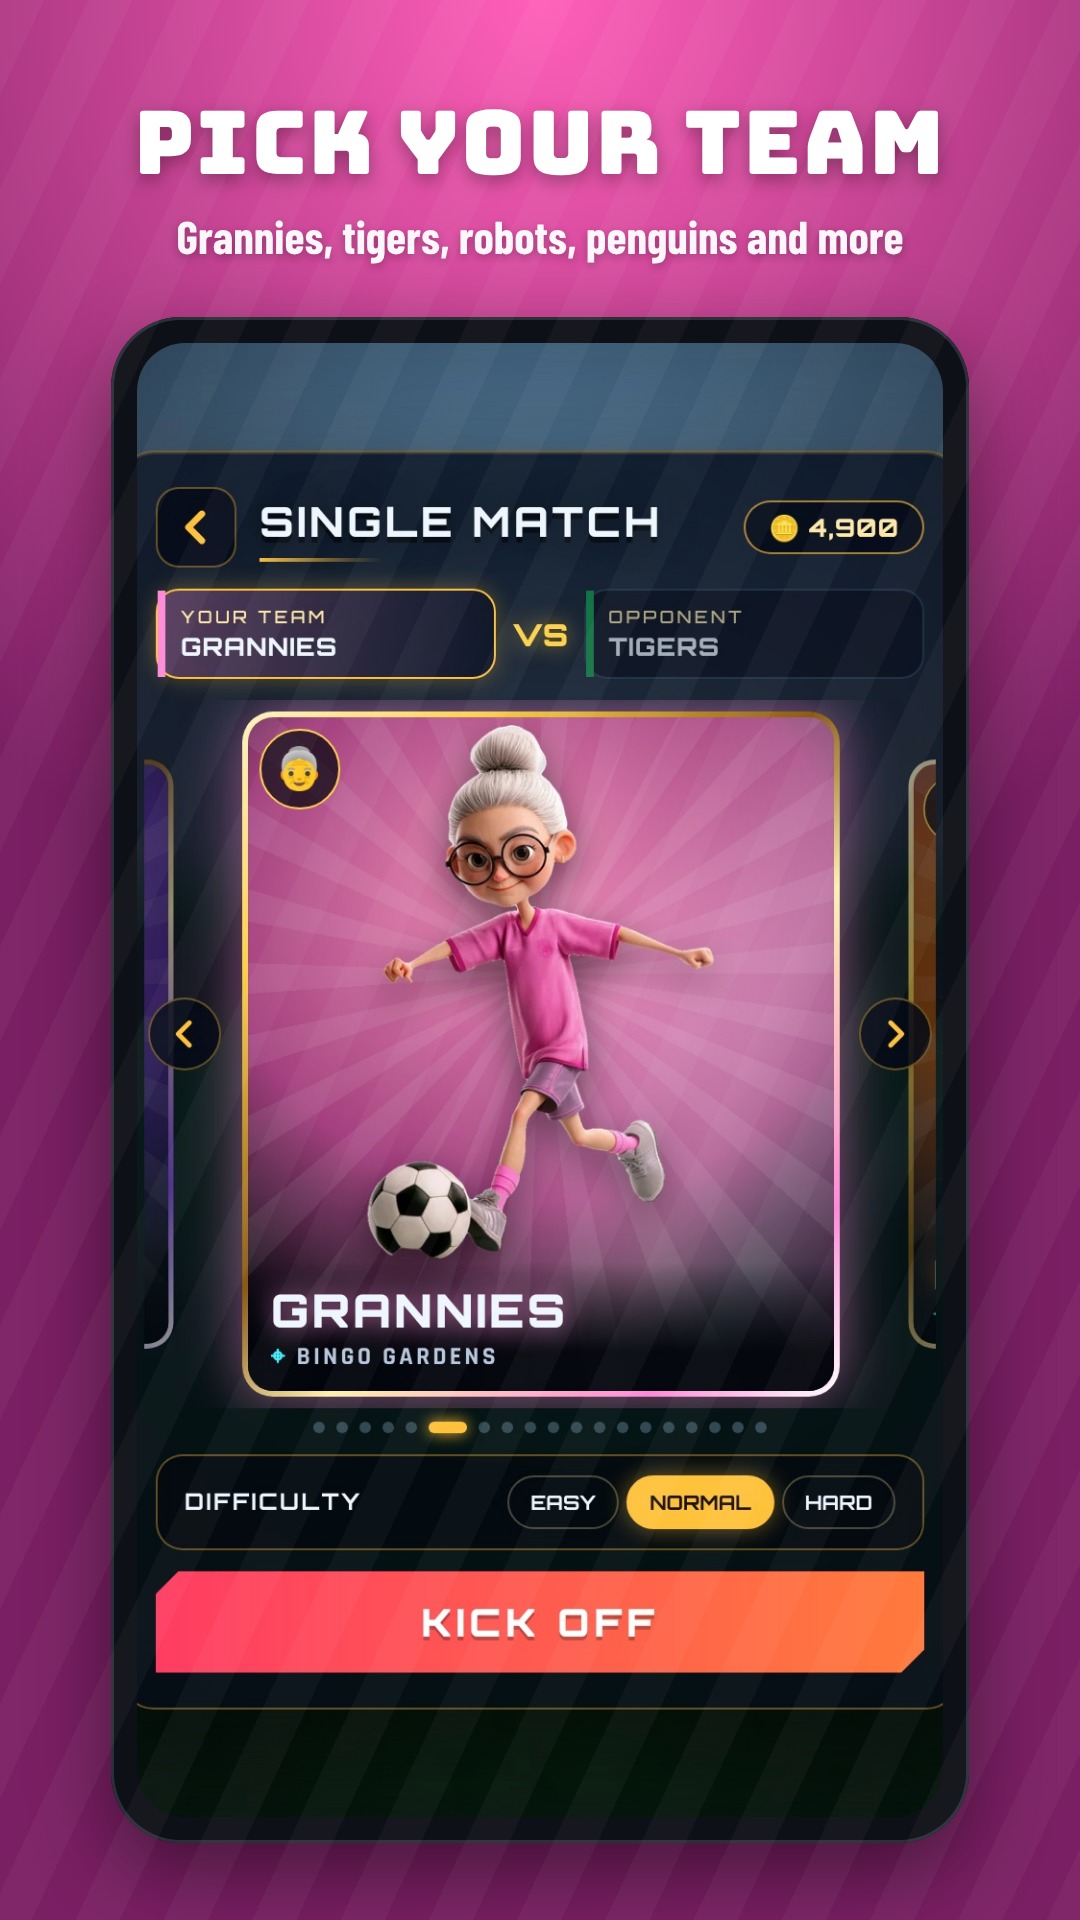 PICK YOUR TEAM
Grannies, tigers, robots, penguins and more
SINGLE MATCH
4,900
YOUR TEAM
GRANNIES
VS
OPPONENT
TIGERS
GRANNIES
BINGO GARDENS
DIFFICULTY
EASY
NORMAL
HARD
KICK OFF